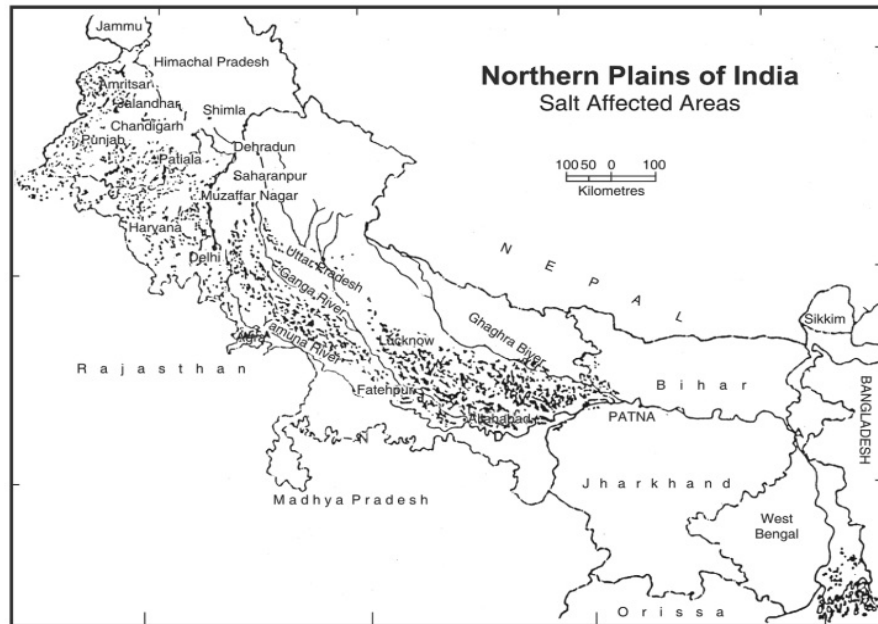 Jammu
Himachal Pradesh
Northern Plains of India
Salt Affected Areas
Amritsar
Jalandhar
Shimla
Chandigarh
Punjab
Patiala
Dehradun
Saharanpur
Muzaffar Nagar
100 50 0 100
Kilometres
Haryana
Delhi
Uttar Pradesh
Ganga River
NEPAL
Yamuna River
Agra
Lucknow
Ghaghra Biver
Sikkim
Rajasthan
Bihar
Fatehpur
Allahabad
PATNA
BANGLADESH
Madhya Pradesh
Jharkhand
West
Bengal
Orissa